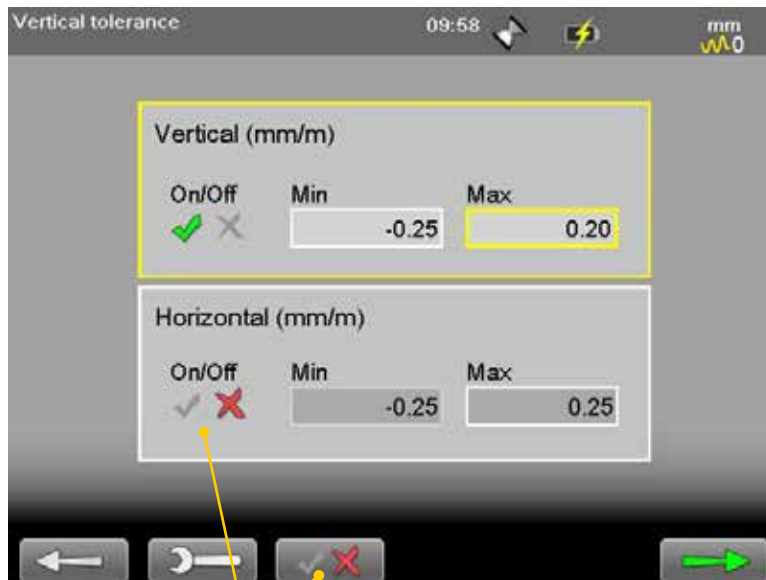 Vertical tolerance 09:58 mm
0
Vertical (mm/m)
On/Off Min Max
-0.25 0.20
Horizontal (mm/m)
On/Off Min Max
-0.25 0.25